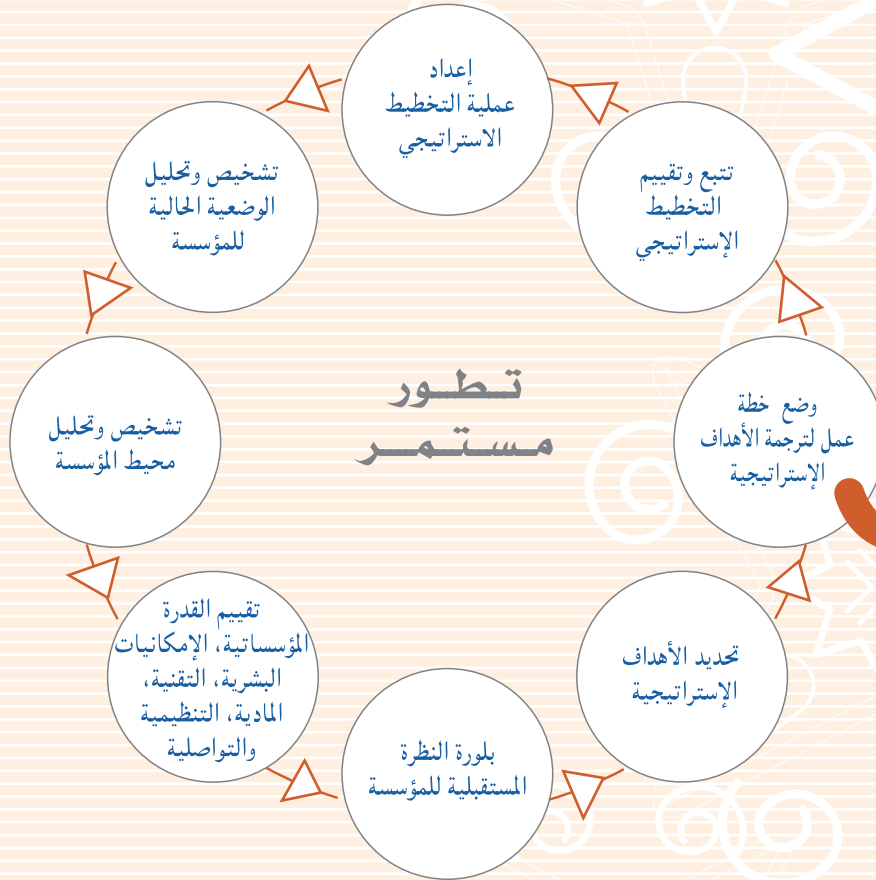 إعداد
عملية التخطيط
الاستراتيجي
تشخيص وتحليل
الوضعية الحالية
للمؤسسة
تشخيص وتحليل
محيط المؤسسة
تقييم القدرة
المؤسساتية، الإمكانيات
البشرية، التقنية،
المادية، التنظيمية
والتواصلية
بلورة النظرة
المستقبلية للمؤسسة
تحديد الأهداف
الإستراتيجية
وضع خطة
عمل لترجمة الأهداف
الإستراتيجية
تتبع وتقييم
التخطيط
الإستراتيجي
تـطـور
مـسـتـمـر